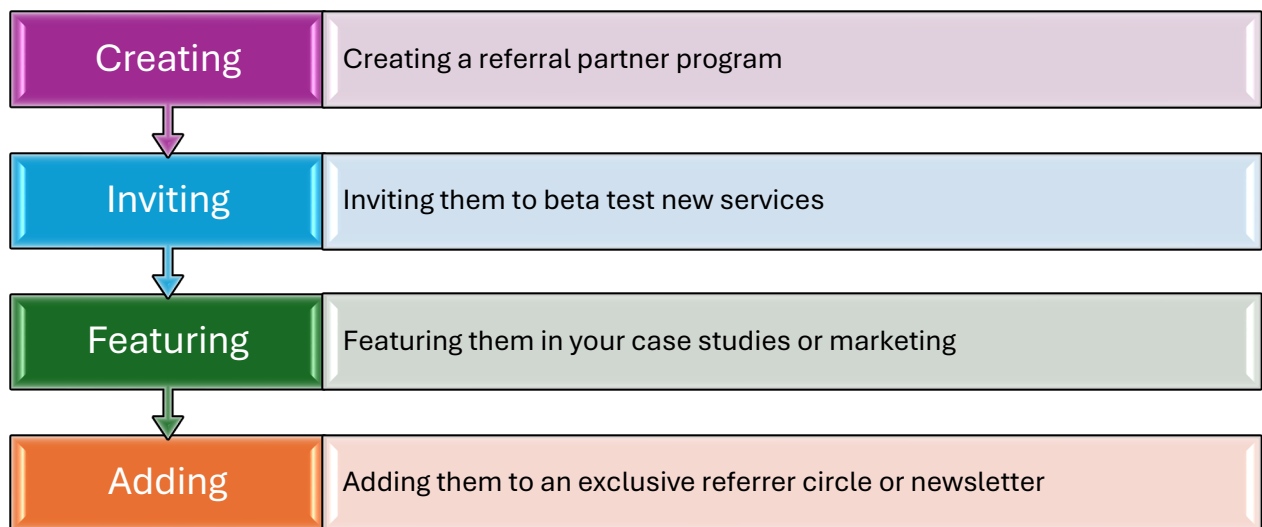 Creating
Creating a referral partner program
Inviting
Inviting them to beta test new services
Featuring
Featuring them in your case studies or marketing
Adding
Adding them to an exclusive referrer circle or newsletter